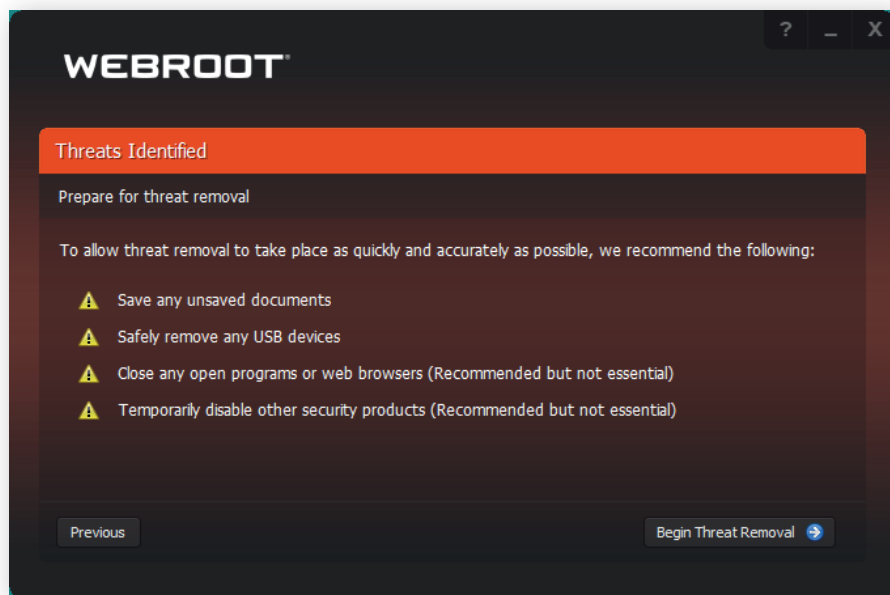 ? _ X
WEBROOT®
Threats Identified
Prepare for threat removal
To allow threat removal to take place as quickly and accurately as possible, we recommend the following:
Save any unsaved documents
Safely remove any USB devices
Close any open programs or web browsers (Recommended but not essential)
Temporarily disable other security products (Recommended but not essential)
Previous
Begin Threat Removal